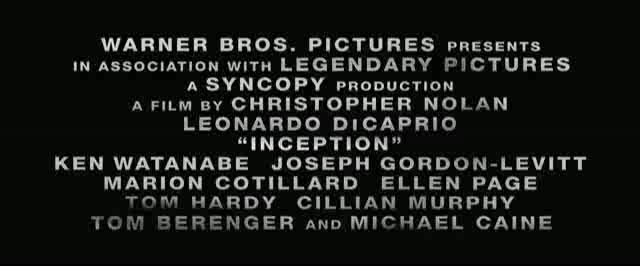 WARNER BROS. PICTURES PRESENTS
IN ASSOCIATION WITH LEGENDARY PICTURES
A SYNCOPY PRODUCTION
A FILM BY CHRISTOPHER NOLAN
LEONARDO DiCAPRIO
“INCEPTION”
KEN WATANABE JOSEPH GORDON-LEVITT
MARION COTILLARD ELLEN PAGE
TOM HARDY CILLIAN MURPHY
TOM BERENGER AND MICHAEL CAINE